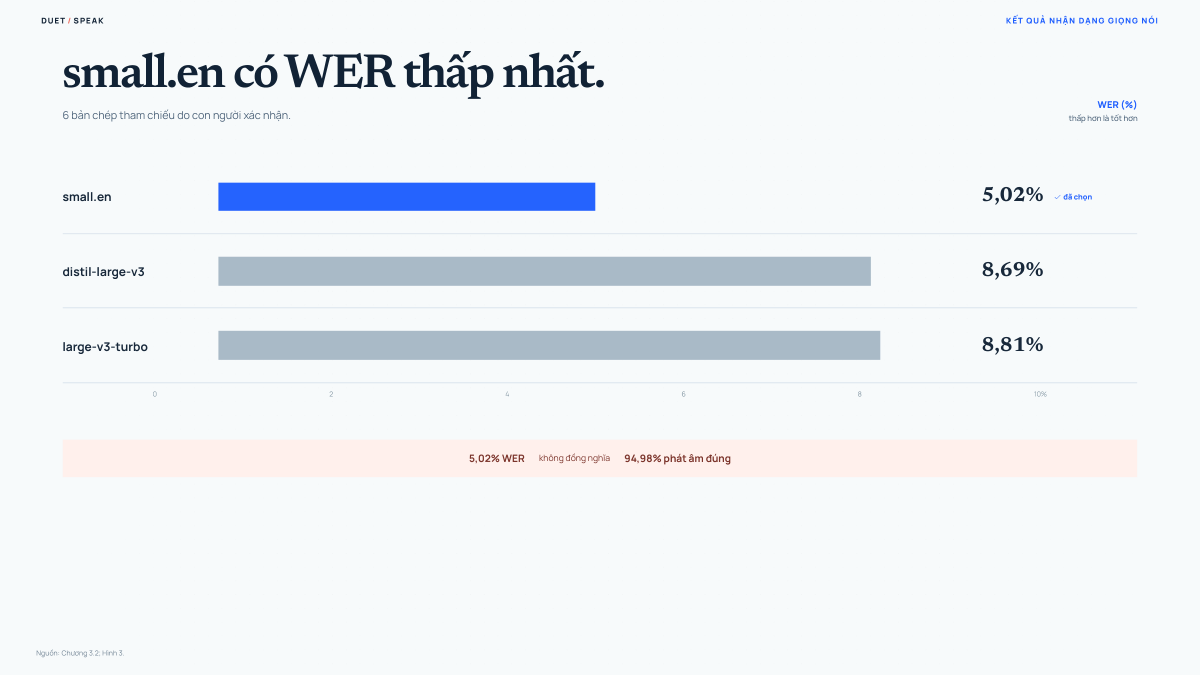 DUET / SPEAK
KẾT QUẢ NHẬN DẠNG GIỌNG NÓI
small.en có WER thấp nhất.
6 bản chép tham chiếu do con người xác nhận.
WER (%)
thấp hơn là tốt hơn
small.en 5,02% ✓ đã chọn
distil-large-v3 8,69%
large-v3-turbo 8,81%
0 2 4 6 8 10%
5,02% WER không đồng nghĩa 94,98% phát âm đúng
Nguồn: Chương 3.2; Hình 3.